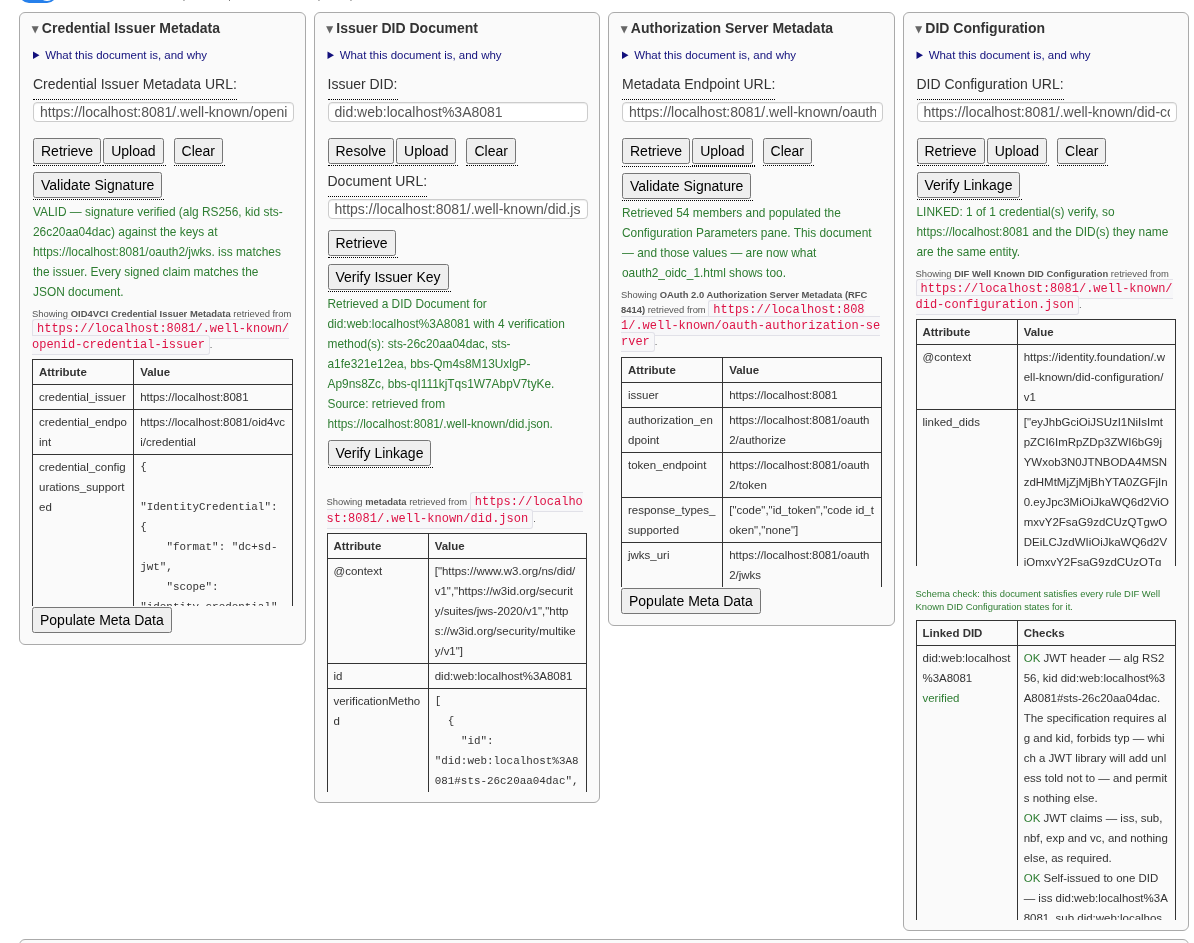 ▾ Credential Issuer Metadata
▶ What this document is, and why
Credential Issuer Metadata URL:
https://localhost:8081/.well-known/openi
Retrieve Upload Clear
Validate Signature
VALID — signature verified (alg RS256, kid sts-
26c20aa04dac) against the keys at
https://localhost:8081/oauth2/jwks. iss matches
the issuer. Every signed claim matches the
JSON document.
Showing OID4VCI Credential Issuer Metadata retrieved from
https://localhost:8081/.well-known/
openid-credential-issuer .
Attribute Value
credential_issuer https://localhost:8081
credential_endpo https://localhost:8081/oid4vc
int i/credential
credential_config {
urations_support
ed "IdentityCredential":
{
"format": "dc+sd-
jwt",
"scope":
"identity_credential"
Populate Meta Data
▾ Issuer DID Document
▶ What this document is, and why
Issuer DID:
did:web:localhost%3A8081
Resolve Upload Clear
Document URL:
https://localhost:8081/.well-known/did.js
Retrieve
Verify Issuer Key
Retrieved a DID Document for
did:web:localhost%3A8081 with 4 verification
method(s): sts-26c20aa04dac, sts-
a1fe321e12ea, bbs-Qm4s8M13UxlgP-
Ap9ns8Zc, bbs-qI111kjTqs1W7AbpV7tyKe.
Source: retrieved from
https://localhost:8081/.well-known/did.json.
Verify Linkage
Showing metadata retrieved from https://localho
st:8081/.well-known/did.json .
Attribute Value
@context ["https://www.w3.org/ns/did/
v1","https://w3id.org/securit
y/suites/jws-2020/v1","http
s://w3id.org/security/multike
y/v1"]
id did:web:localhost%3A8081
verificationMetho [
d {
"id":
"did:web:localhost%3A8
081#sts-26c20aa04dac",
▾ Authorization Server Metadata
▶ What this document is, and why
Metadata Endpoint URL:
https://localhost:8081/.well-known/oauth
Retrieve Upload Clear
Validate Signature
Retrieved 54 members and populated the
Configuration Parameters pane. This document
— and those values — are now what
oauth2_oidc_1.html shows too.
Showing OAuth 2.0 Authorization Server Metadata (RFC
8414) retrieved from https://localhost:808
1/.well-known/oauth-authorization-se
rver .
Attribute Value
issuer https://localhost:8081
authorization_en https://localhost:8081/oauth
dpoint 2/authorize
token_endpoint https://localhost:8081/oauth
2/token
response_types_ ["code","id_token","code id_t
supported oken","none"]
jwks_uri https://localhost:8081/oauth
2/jwks
Populate Meta Data
▾ DID Configuration
▶ What this document is, and why
DID Configuration URL:
https://localhost:8081/.well-known/did-cc
Retrieve Upload Clear
Verify Linkage
LINKED: 1 of 1 credential(s) verify, so
https://localhost:8081 and the DID(s) they name
are the same entity.
Showing DIF Well Known DID Configuration retrieved from
https://localhost:8081/.well-known/
did-configuration.json .
Attribute Value
@context https://identity.foundation/.w
ell-known/did-configuration/
v1
linked_dids ["eyJhbGciOiJSUzI1NiIsImt
pZCI6ImRpZDp3ZWI6bG9j
YWxob3N0JTNBODA4MSN
zdHMtMjZjMjBhYTA0ZGFjIn
0.eyJpc3MiOiJkaWQ6d2ViO
mxvY2FsaG9zdCUzQTgwO
DEiLCJzdWIiOiJkaWQ6d2V
iOmxvY2FsaG9zdCUzQTg
Schema check: this document satisfies every rule DIF Well
Known DID Configuration states for it.
Linked DID Checks
did:web:localhost OK JWT header — alg RS2
%3A8081 56, kid did:web:localhost%3
verified A8081#sts-26c20aa04dac.
The specification requires al
g and kid, forbids typ — whi
ch a JWT library will add unl
ess told not to — and permit
s nothing else.
OK JWT claims — iss, sub,
nbf, exp and vc, and nothing
else, as required.
OK Self-issued to one DID
— iss did:web:localhost%3A
8081, sub did:web:localhos